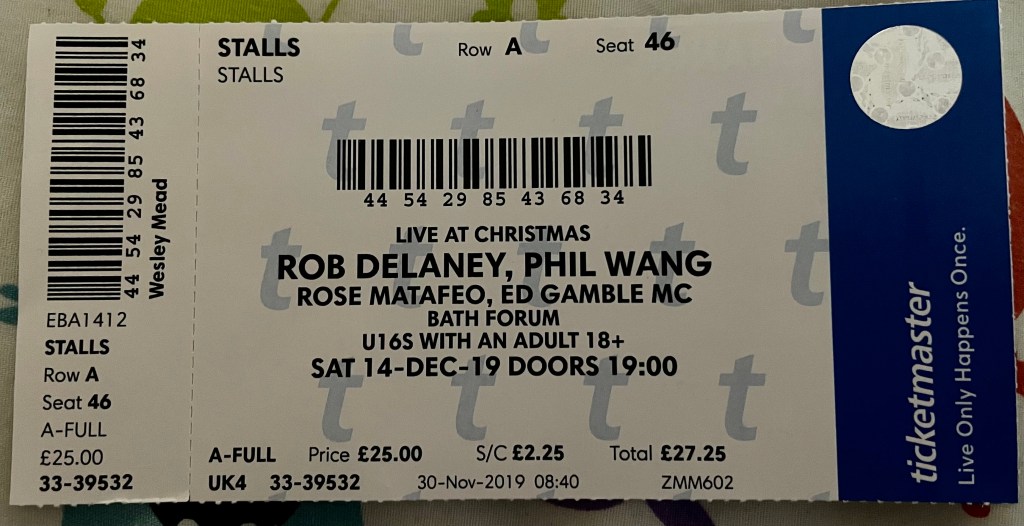 44 54 29 85 43 68 34
Wesley Mead
EBA1412
STALLS
Row A
Seat 46
A-FULL
£25.00
33-39532
STALLS Row A Seat 46
STALLS
44 54 29 85 43 68 34
LIVE AT CHRISTMAS
ROB DELANEY, PHIL WANG
ROSE MATAFEO, ED GAMBLE MC
BATH FORUM
U16S WITH AN ADULT 18+
SAT 14-DEC-19 DOORS 19:00
A-FULL Price £25.00 S/C £2.25 Total £27.25
UK4 33-39532 30-Nov-2019 08:40 ZMM602
ticketmaster
Live Only Happens Once.